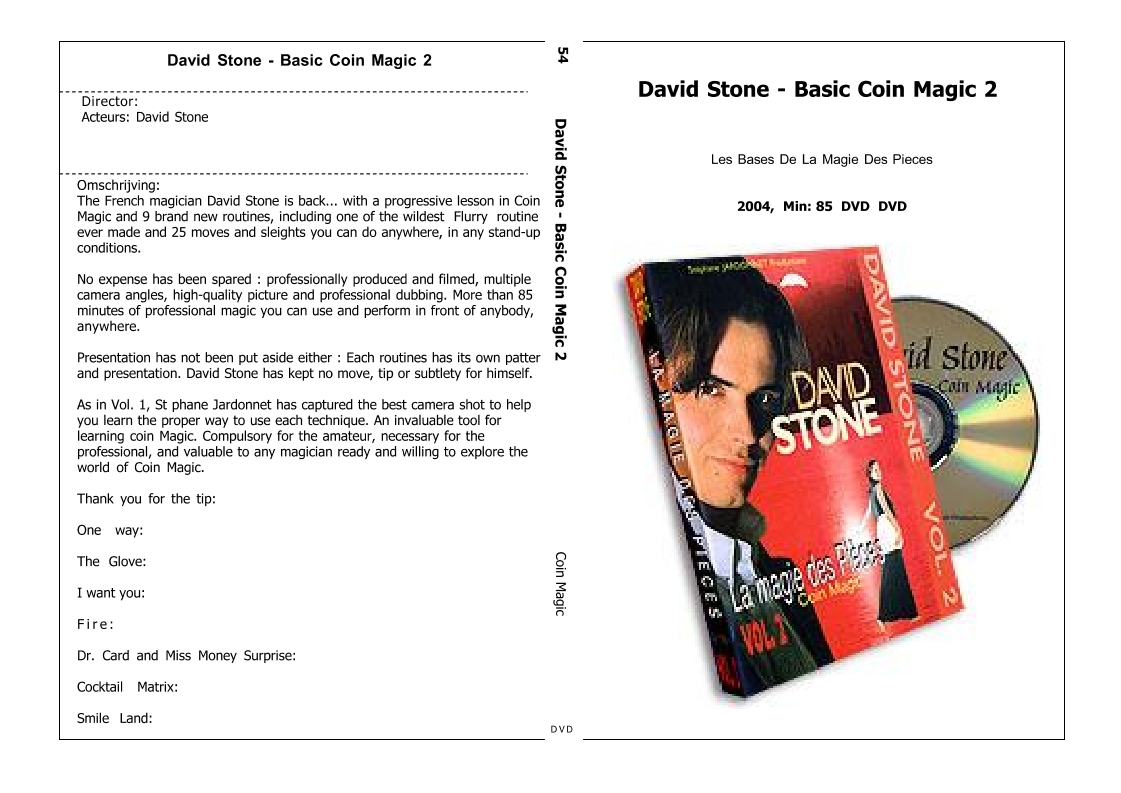 David Stone - Basic Coin Magic 2
Director:
Acteurs: David Stone
Omschrijving:
The French magician David Stone is back... with a progressive lesson in Coin
Magic and 9 brand new routines, including one of the wildest Flurry routine
ever made and 25 moves and sleights you can do anywhere, in any stand-up
conditions.
No expense has been spared : professionally produced and filmed, multiple
camera angles, high-quality picture and professional dubbing. More than 85
minutes of professional magic you can use and perform in front of anybody,
anywhere.
Presentation has not been put aside either : Each routines has its own patter
and presentation. David Stone has kept no move, tip or subtlety for himself.
As in Vol. 1, St phane Jardonnet has captured the best camera shot to help
you learn the proper way to use each technique. An invaluable tool for
learning coin Magic. Compulsory for the amateur, necessary for the
professional, and valuable to any magician ready and willing to explore the
world of Coin Magic.
Thank you for the tip:
One way:
The Glove:
I want you:
Fire:
Dr. Card and Miss Money Surprise:
Cocktail Matrix:
Smile Land:
54
David Stone - Basic Coin Magic 2
Coin Magic
DVD
David Stone - Basic Coin Magic 2
Les Bases De La Magie Des Pieces
2004, Min: 85 DVD DVD
Stéphane JARDONNET Productions
DAVID
STONE
La magie des Pièces
Coin Magic
VOL. 2
LA MAGIE DES PIECES
DAVID STONE VOL. 2
vid Stone
Coin Magic